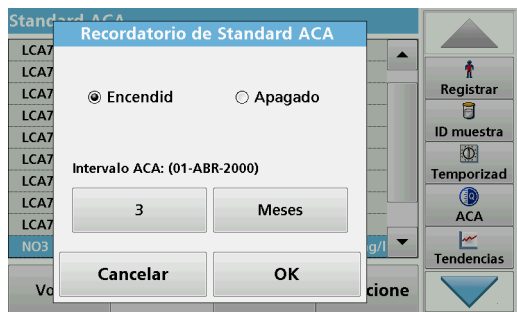 Standard ACA
Recordatorio de Standard ACA
LCA7
LCA7
LCA7
LCA7
LCA7
LCA7
LCA7
LCA7
LCA7
NO3
g/l
Encendid
Apagado
Intervalo ACA: (01-ABR-2000)
3
Meses
Cancelar
OK
Vo
cione
Registrar
ID muestra
Temporizad
ACA
Tendencias